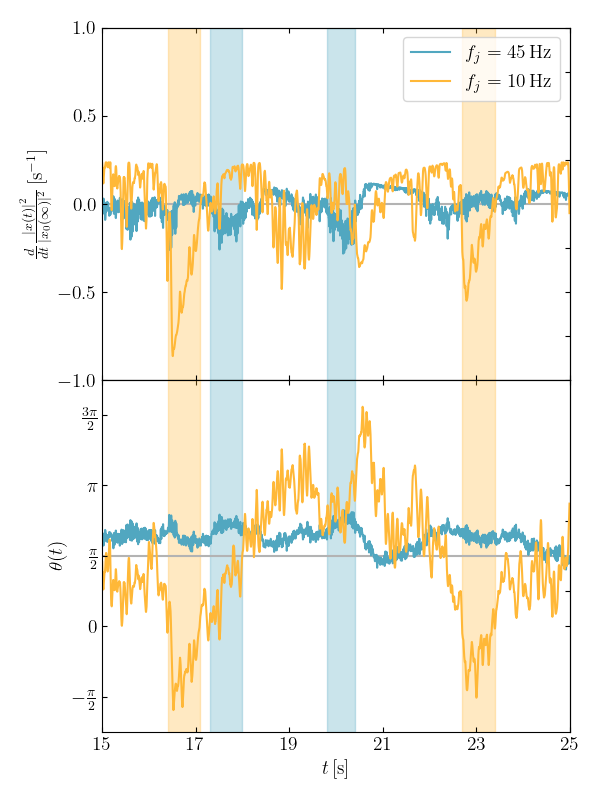 1.0
0.5
0.0
−0.5
−1.0
d/dt |x(t)|²/|x₀(∞)|² [s⁻¹]
f_j = 45 Hz
f_j = 10 Hz
3π/2
π
π/2
0
−π/2
θ(t)
15 17 19 21 23 25
t [s]